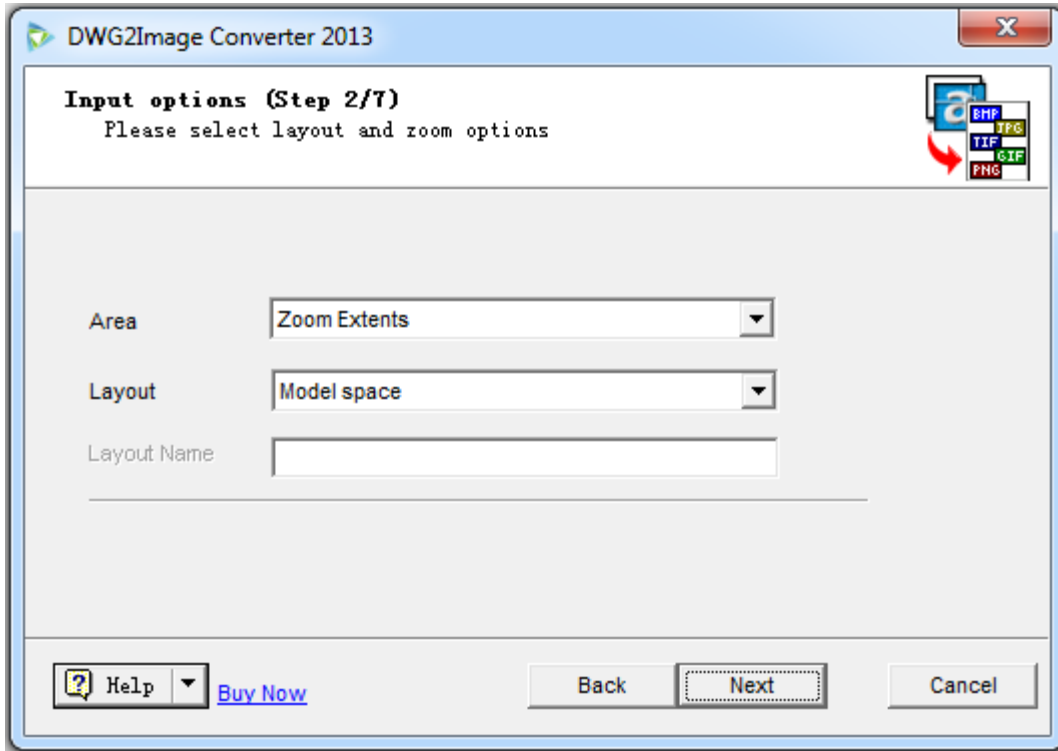 DWG2Image Converter 2013
Input options (Step 2/7)
Please select layout and zoom options
a
BMP
JPG
TIF
GIF
PNG
Area
Zoom Extents
Layout
Model space
Layout Name
Help
Buy Now
Back
Next
Cancel